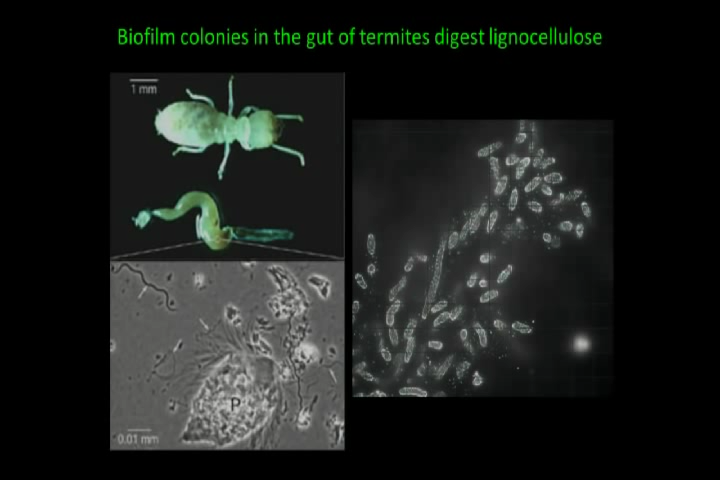 Biofilm colonies in the gut of termites digest lignocellulose
1 mm
P
0.01 mm